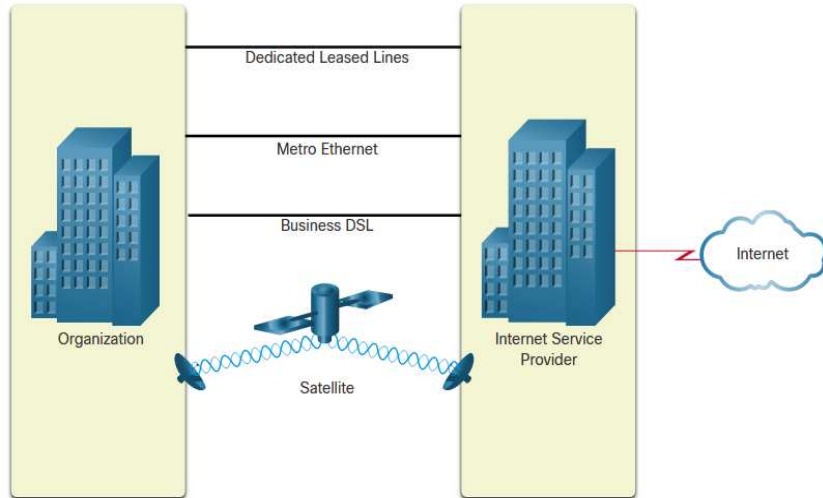 Dedicated Leased Lines
Metro Ethernet
Business DSL
Internet
Organization
Internet Service
Provider
Satellite